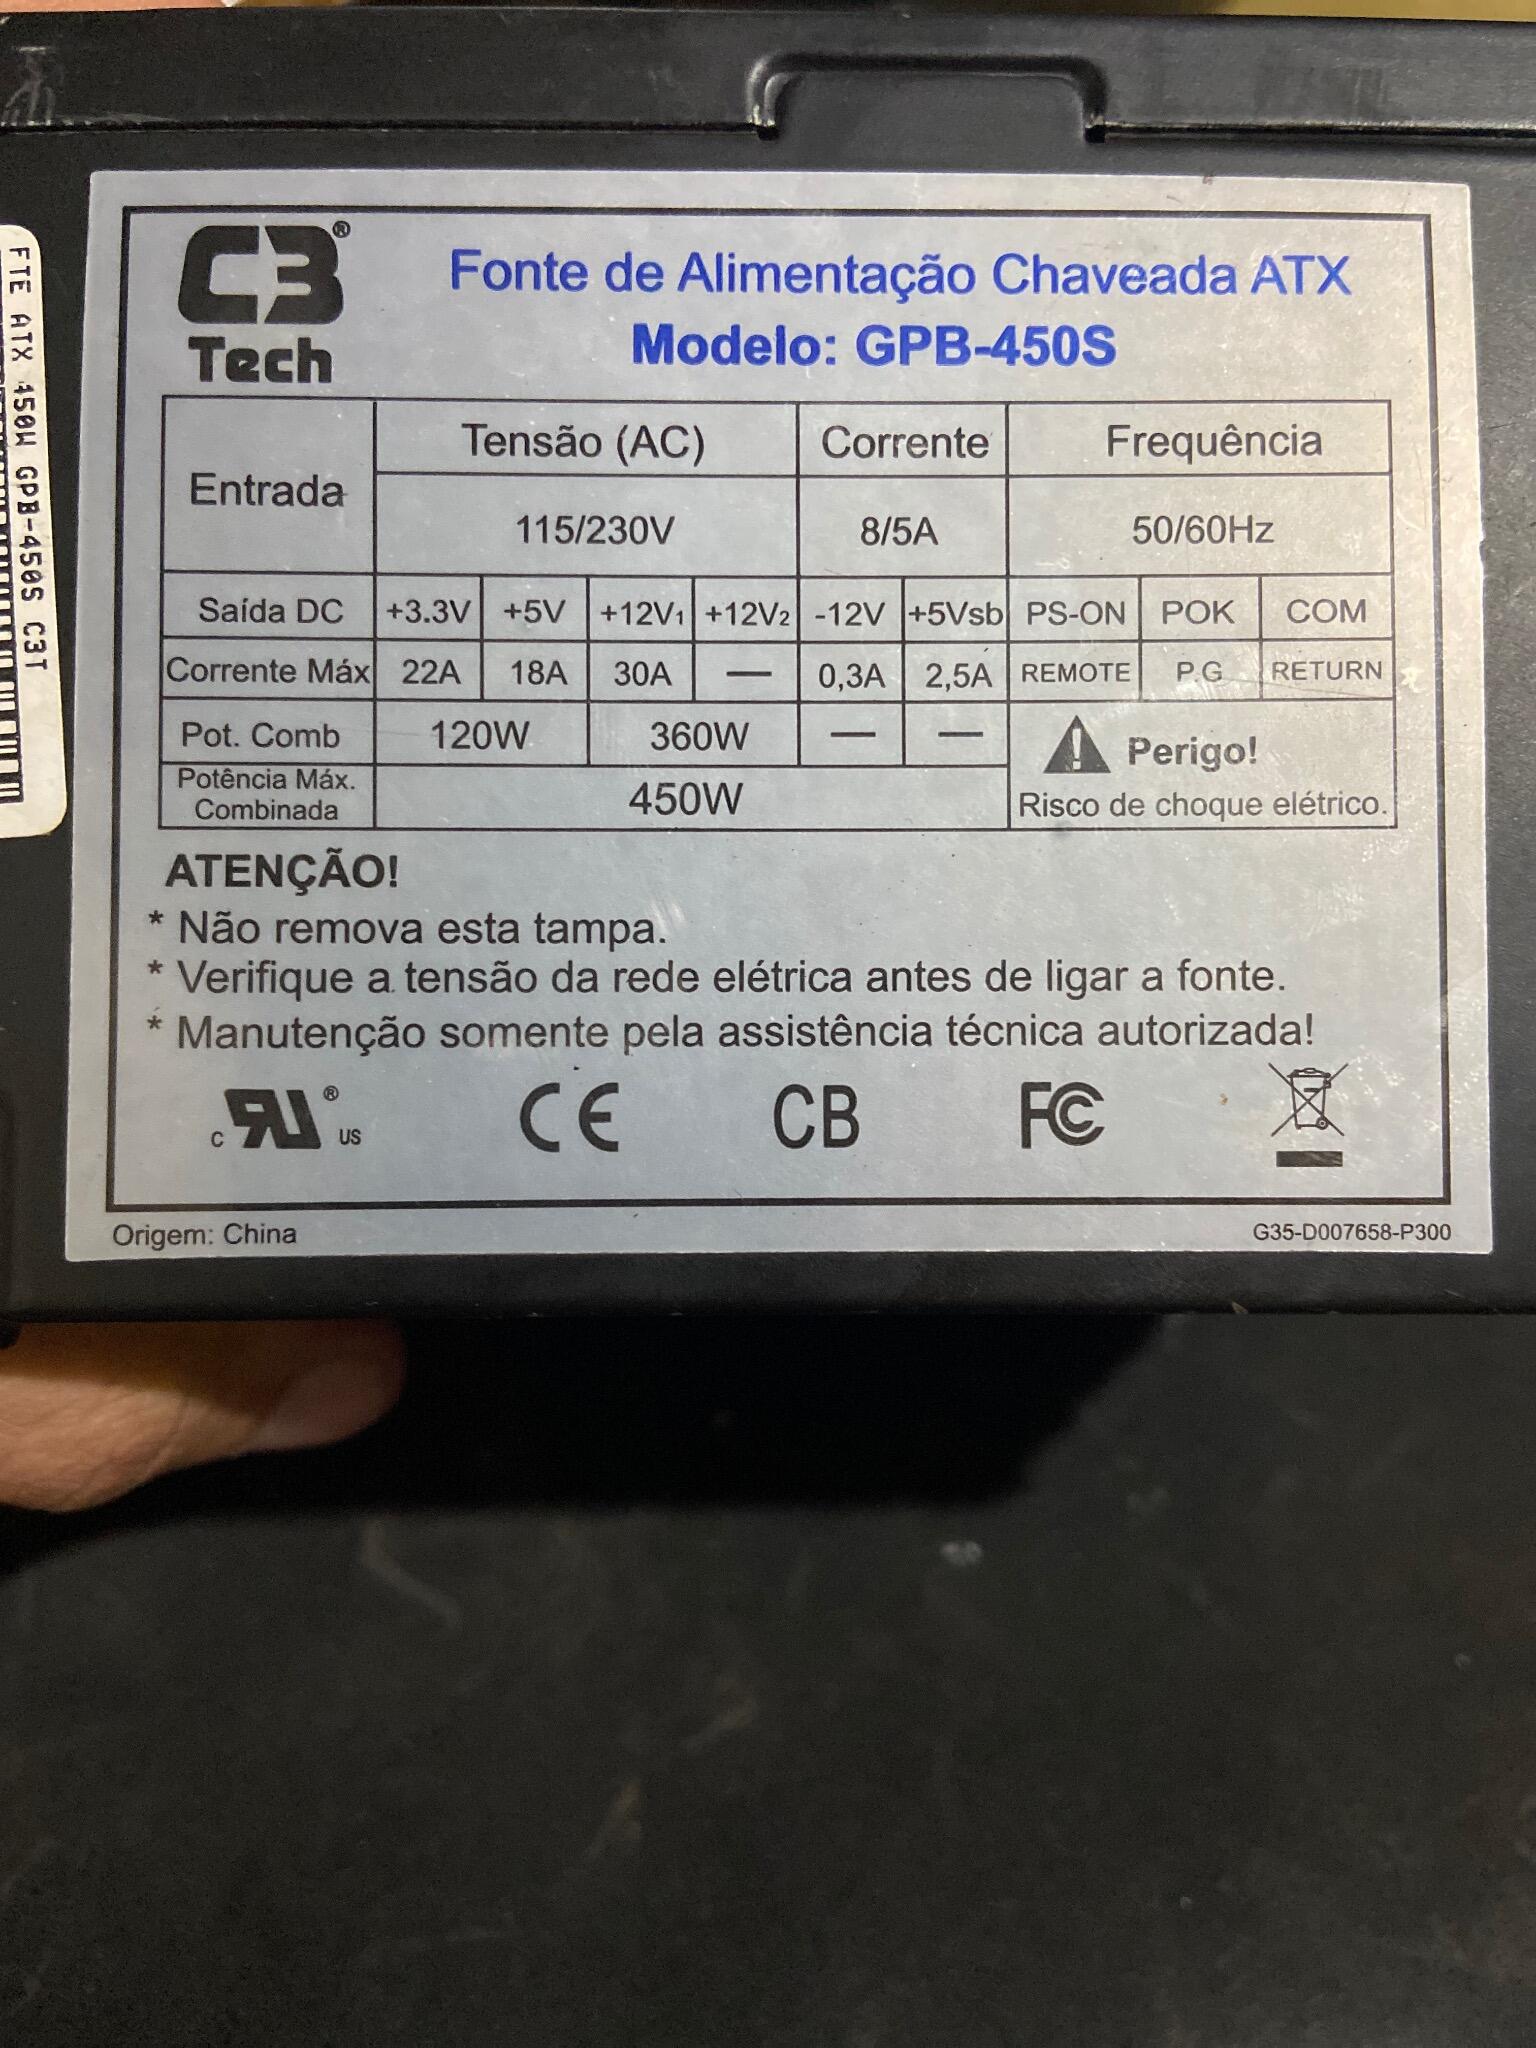 C3®
Tech
Fonte de Alimentação Chaveada ATX
Modelo: GPB-450S
Entrada Tensão (AC) Corrente Frequência
115/230V 8/5A 50/60Hz
Saída DC +3.3V +5V +12V1 +12V2 -12V +5Vsb PS-ON POK COM
Corrente Máx 22A 18A 30A — 0,3A 2,5A REMOTE P.G RETURN
Pot. Comb 120W 360W — — Perigo!
Potência Máx. Combinada 450W Risco de choque elétrico.
ATENÇÃO!
* Não remova esta tampa.
* Verifique a tensão da rede elétrica antes de ligar a fonte.
* Manutenção somente pela assistência técnica autorizada!
c RU® US CE CB FC
Origem: China G35-D007658-P300
FTE ATX 450W GPB-450S C3T